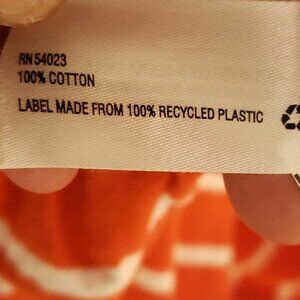 RN 54023
100% COTTON
LABEL MADE FROM 100% RECYCLED PLASTIC